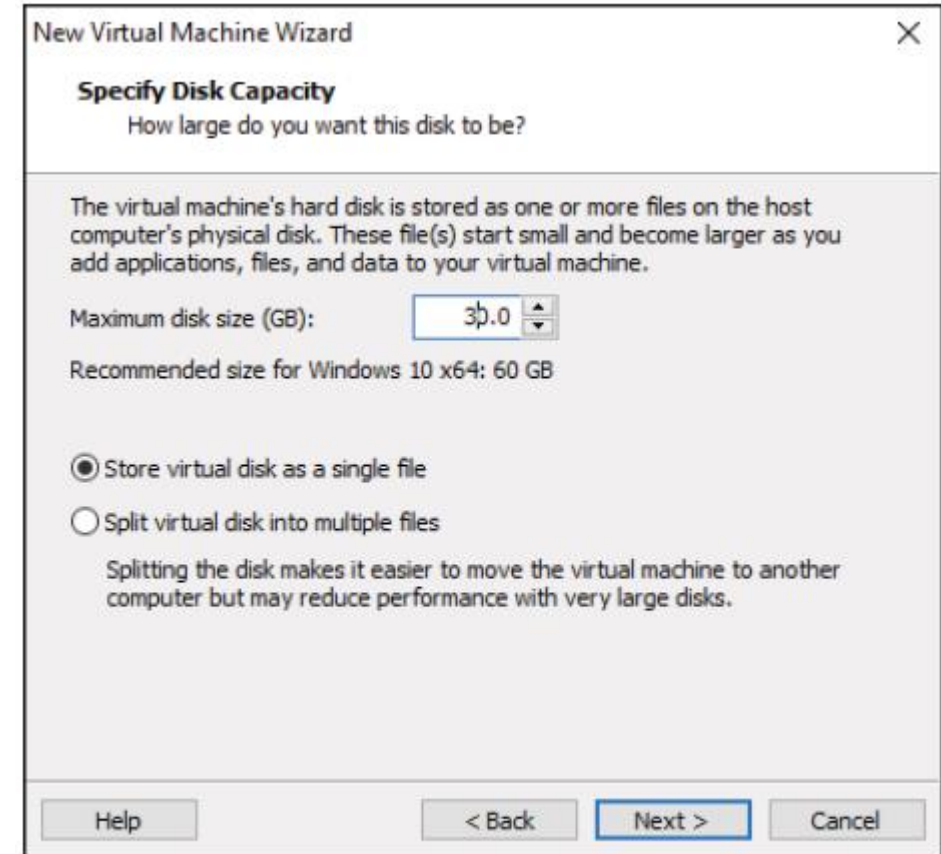 New Virtual Machine Wizard
Specify Disk Capacity
How large do you want this disk to be?
The virtual machine's hard disk is stored as one or more files on the host
computer's physical disk. These file(s) start small and become larger as you
add applications, files, and data to your virtual machine.
Maximum disk size (GB): 30.0
Recommended size for Windows 10 x64: 60 GB
Store virtual disk as a single file
Split virtual disk into multiple files
Splitting the disk makes it easier to move the virtual machine to another
computer but may reduce performance with very large disks.
Help < Back Next > Cancel